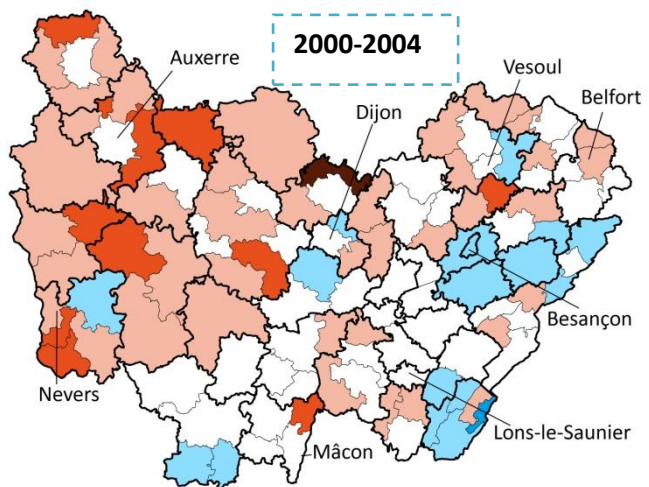 2000-2004
Auxerre
Vesoul
Belfort
Dijon
Besançon
Nevers
Lons-le-Saunier
Mâcon